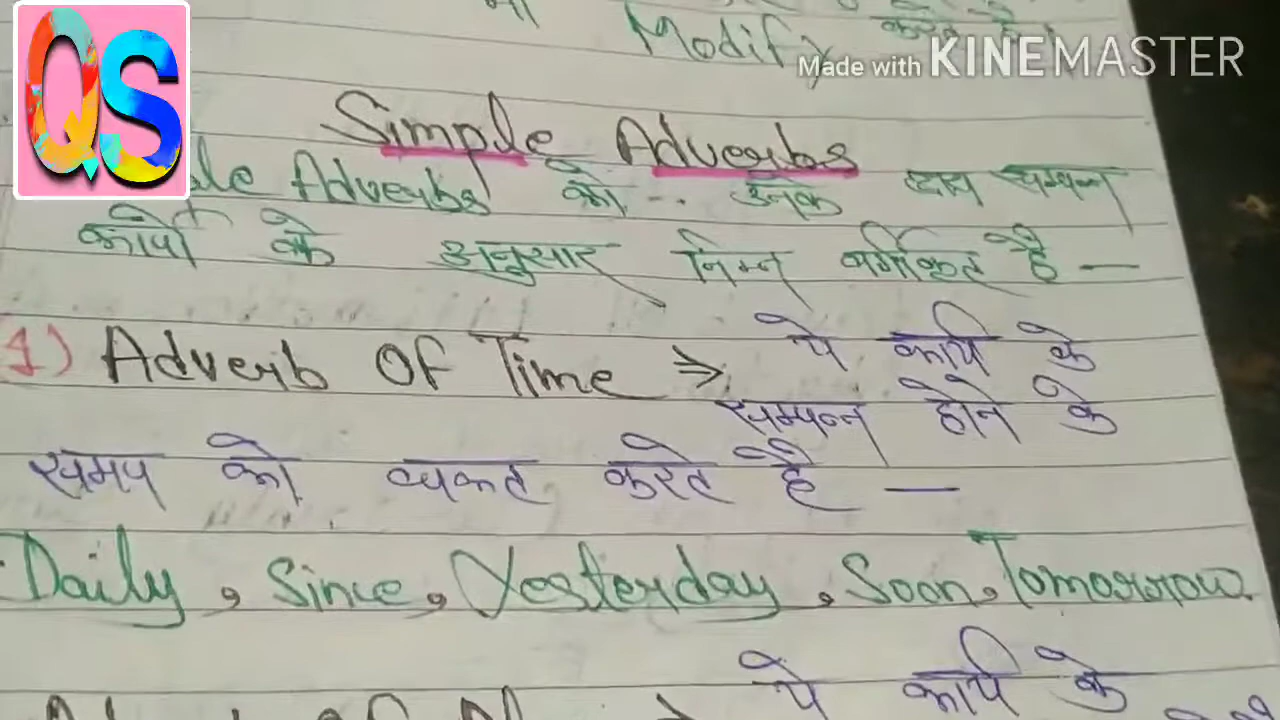 QS
Made with KINEMASTER
Modify करते है।
Simple Adverbs
Adverbs को .. उनके द्वारा सम्पन्न
कार्यो के अनुसार निम्न वर्गीकृत है —
1) Adverb Of Time ⇒ ये कार्य के
सम्पन्न होने के
समय को व्यक्त करते है —
Daily, Since, Yesterday, Soon, Tomorrow.
ये कार्य के